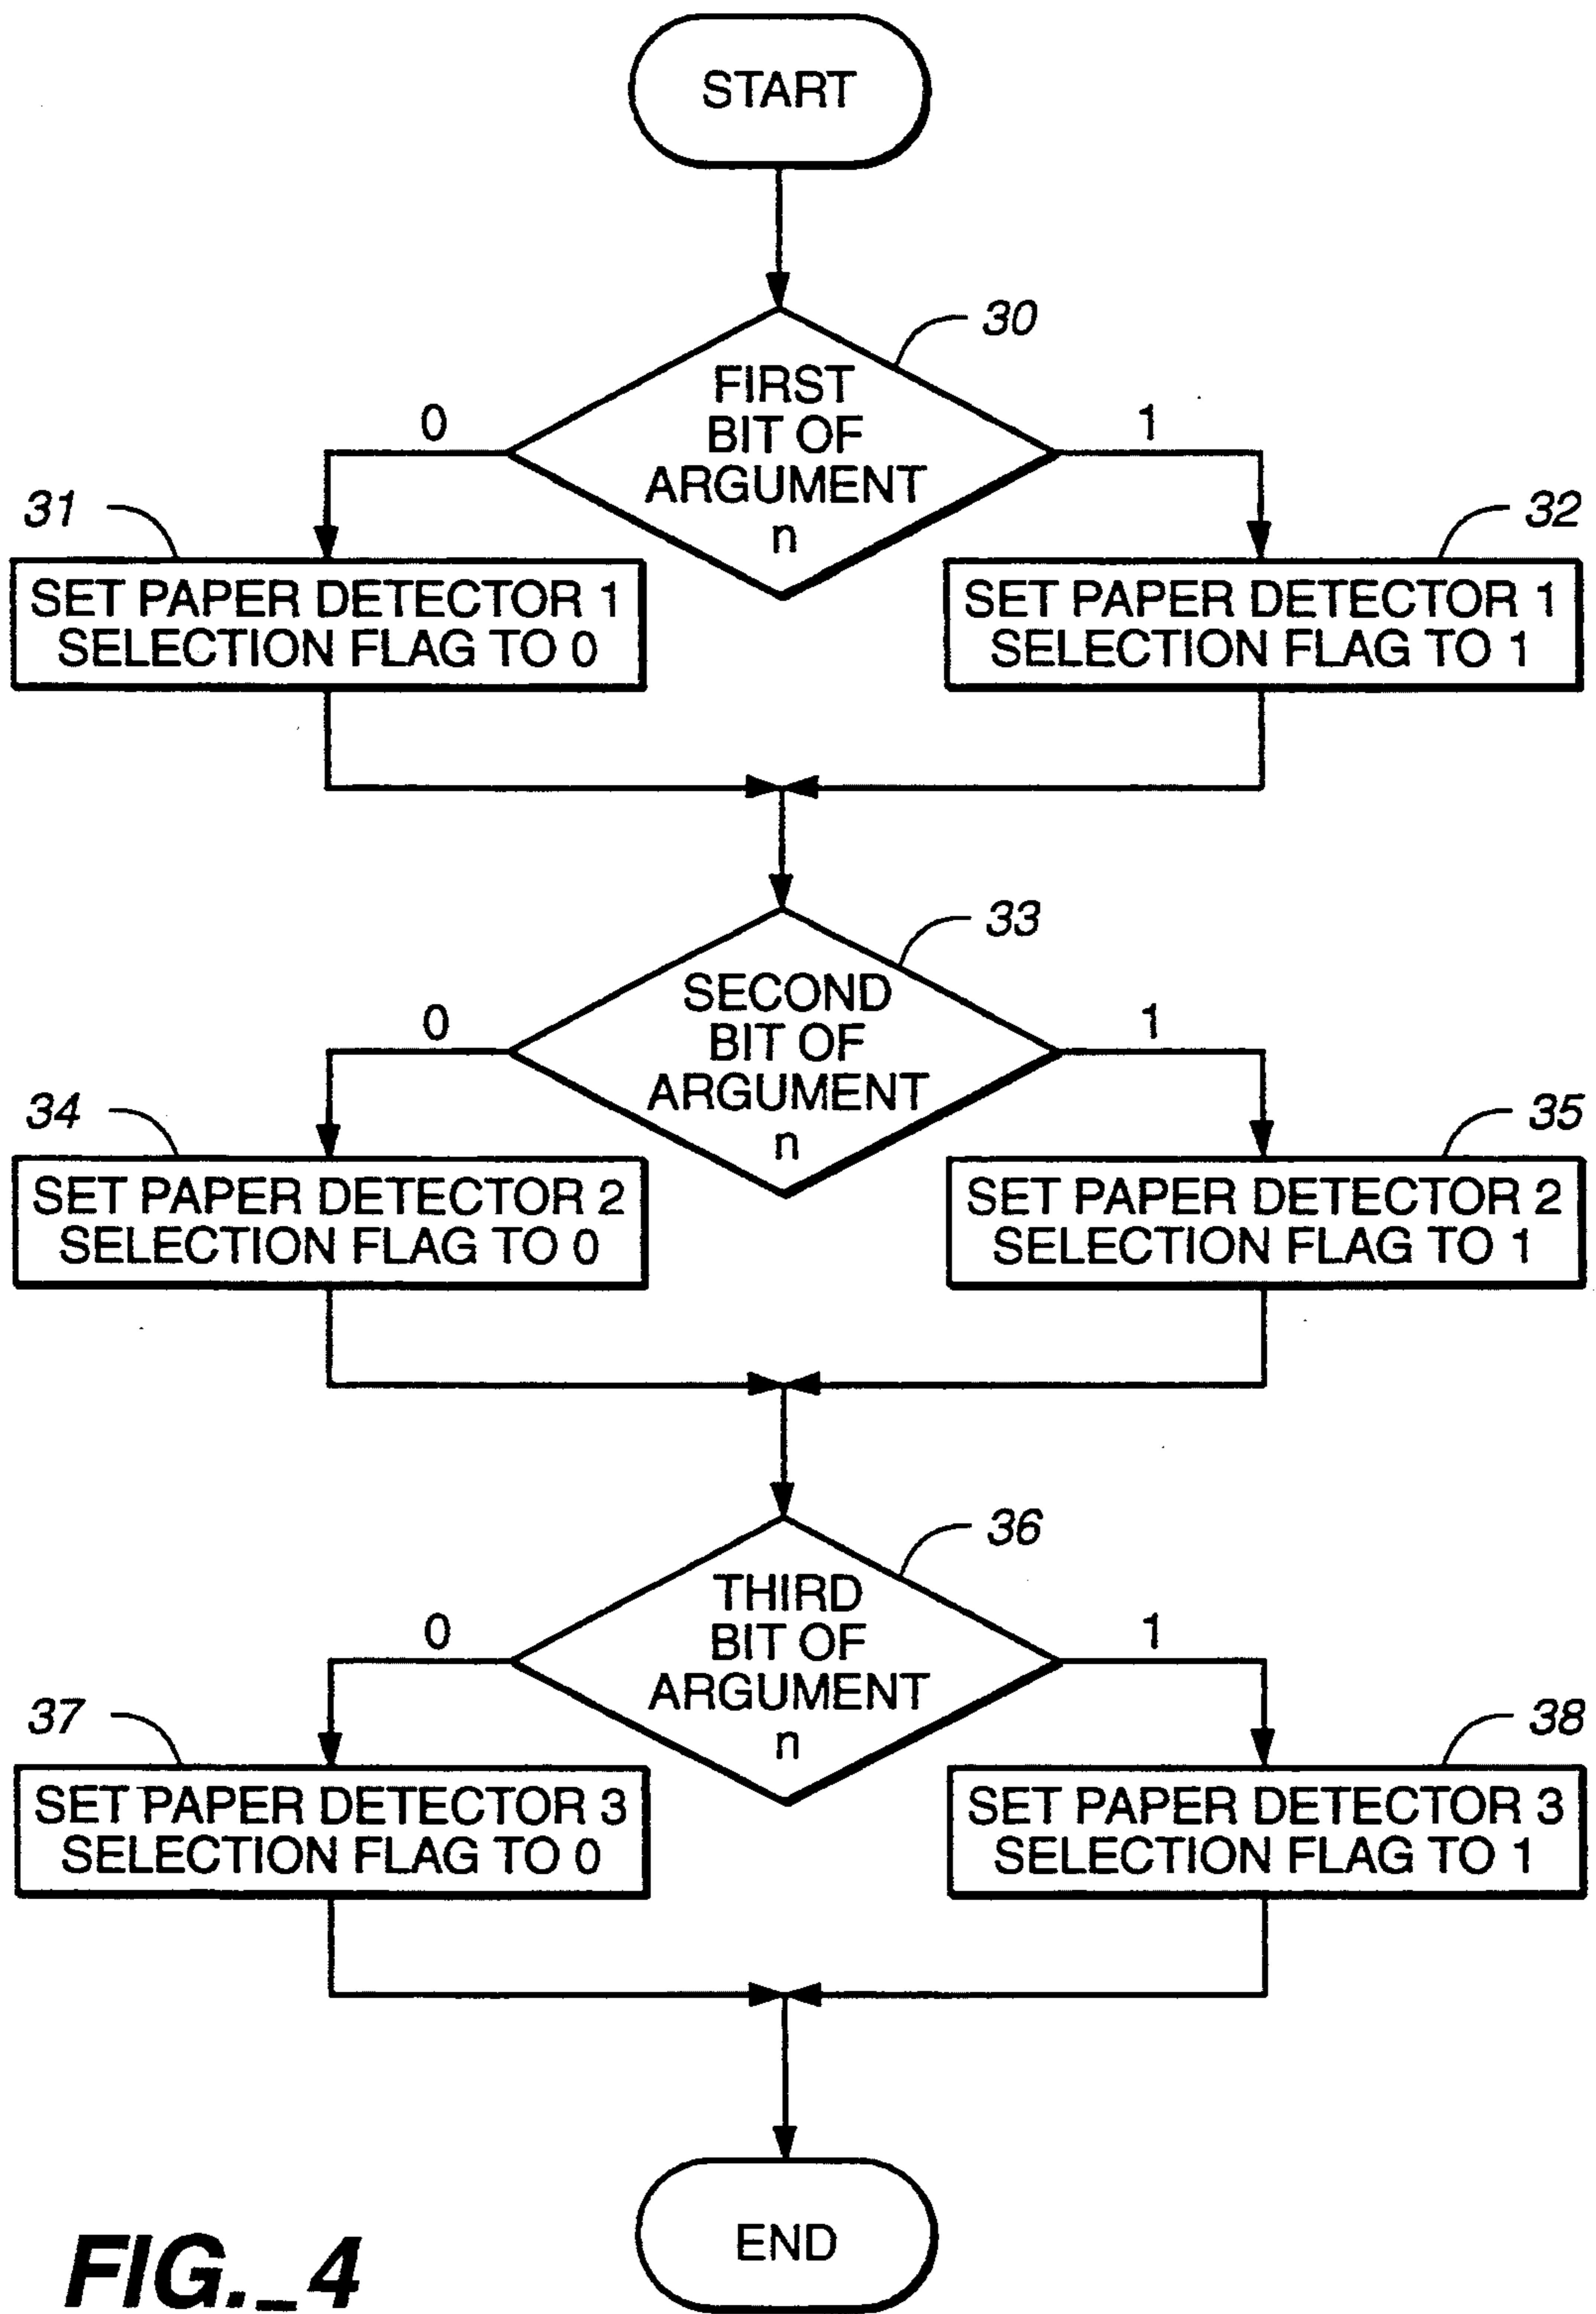 START
30
FIRST
BIT OF
ARGUMENT
n
0
1
31
32
SET PAPER DETECTOR 1
SELECTION FLAG TO 0
SET PAPER DETECTOR 1
SELECTION FLAG TO 1
33
SECOND
BIT OF
ARGUMENT
n
0
1
34
35
SET PAPER DETECTOR 2
SELECTION FLAG TO 0
SET PAPER DETECTOR 2
SELECTION FLAG TO 1
36
THIRD
BIT OF
ARGUMENT
n
0
1
37
38
SET PAPER DETECTOR 3
SELECTION FLAG TO 0
SET PAPER DETECTOR 3
SELECTION FLAG TO 1
END
FIG._4